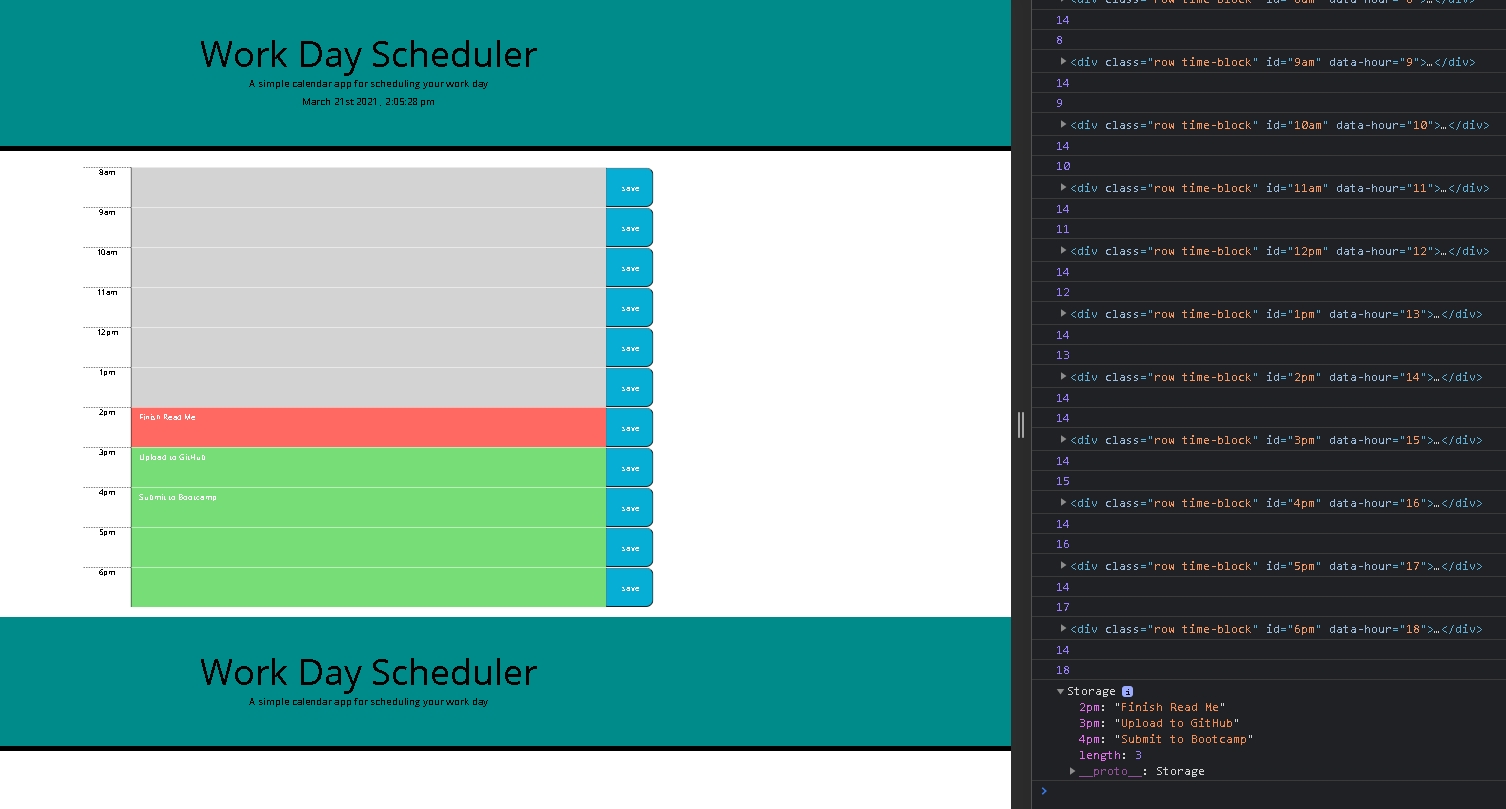 Work Day Scheduler
A simple calendar app for scheduling your work day
March 21st 2021, 2:05:28 pm
8am save
9am save
10am save
11am save
12pm save
1pm save
2pm Finish Read Me save
3pm Upload to GitHub save
4pm Submit to Bootcamp save
5pm save
6pm save
Work Day Scheduler
A simple calendar app for scheduling your work day
14
8
<div class="row time-block" id="9am" data-hour="9">…</div>
14
9
<div class="row time-block" id="10am" data-hour="10">…</div>
14
10
<div class="row time-block" id="11am" data-hour="11">…</div>
14
11
<div class="row time-block" id="12pm" data-hour="12">…</div>
14
12
<div class="row time-block" id="1pm" data-hour="13">…</div>
14
13
<div class="row time-block" id="2pm" data-hour="14">…</div>
14
14
<div class="row time-block" id="3pm" data-hour="15">…</div>
14
15
<div class="row time-block" id="4pm" data-hour="16">…</div>
14
16
<div class="row time-block" id="5pm" data-hour="17">…</div>
14
17
<div class="row time-block" id="6pm" data-hour="18">…</div>
14
18
Storage i
2pm: "Finish Read Me"
3pm: "Upload to GitHub"
4pm: "Submit to Bootcamp"
length: 3
__proto__: Storage